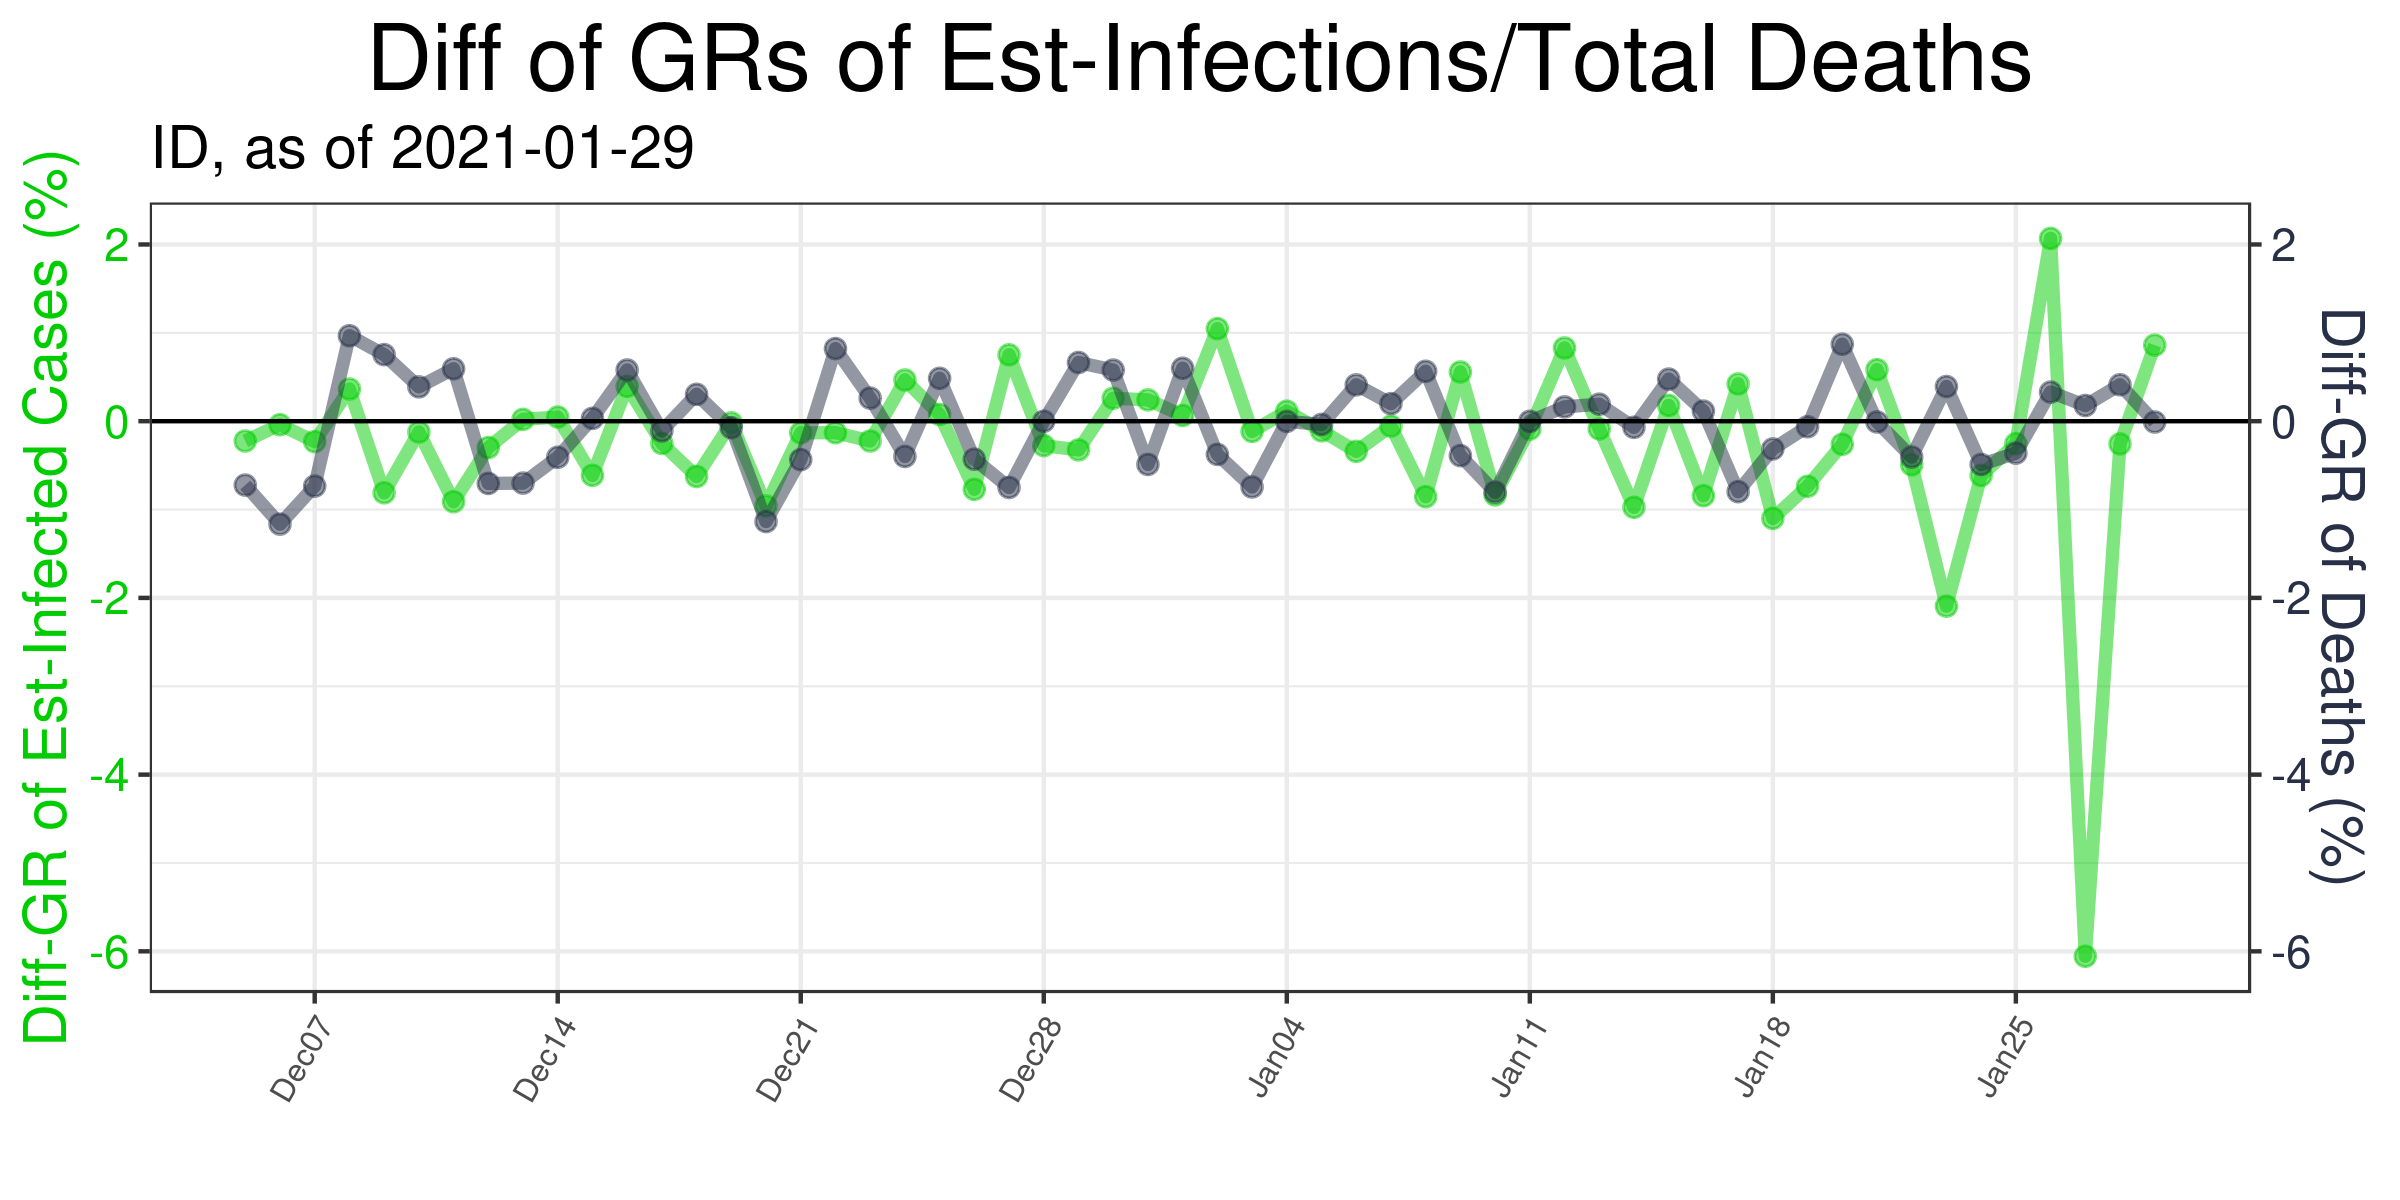 Diff of GRs of Est-Infections/Total Deaths
ID, as of 2021-01-29
Diff-GR of Est-Infected Cases (%)
2
0
-2
-4
-6
2
0
-2
-4
-6
Diff-GR of Deaths (%)
Dec07
Dec14
Dec21
Dec28
Jan04
Jan11
Jan18
Jan25